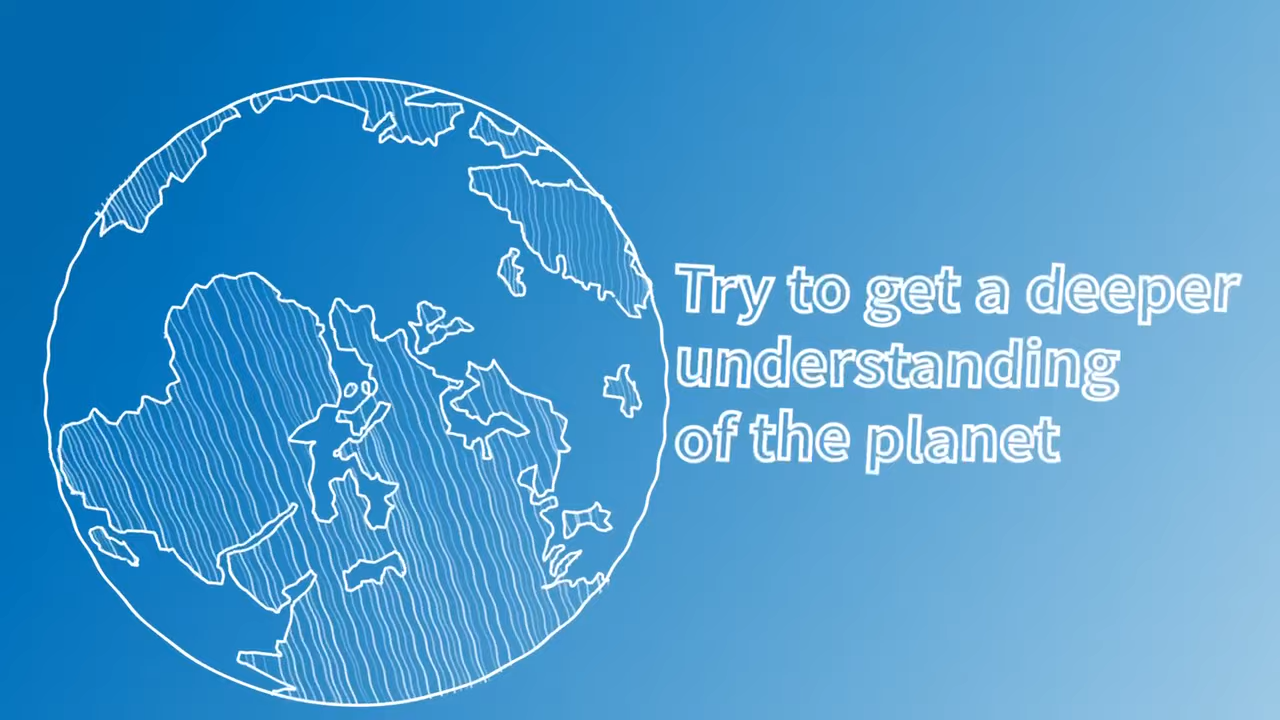 Try to get a deeper
understanding
of the planet